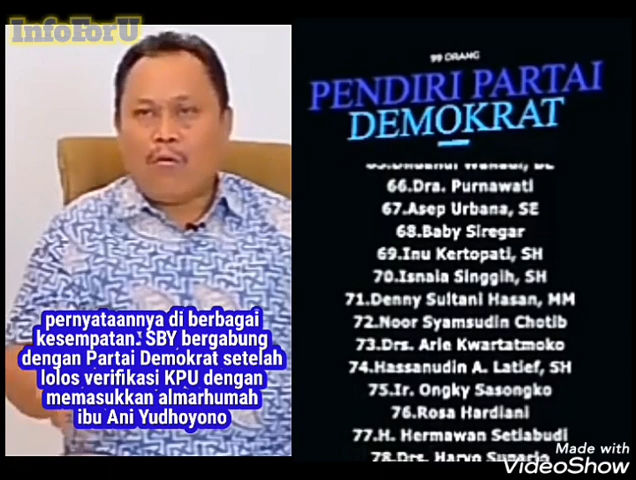 InfoForU
pernyataannya di berbagai
kesempatan. SBY bergabung
dengan Partai Demokrat setelah
lolos verifikasi KPU dengan
memasukkan almarhumah
ibu Ani Yudhoyono
99 ORANG
PENDIRI PARTAI
DEMOKRAT
66.Dra. Purnawati
67.Asep Urbana, SE
68.Baby Siregar
69.Inu Kertopati, SH
70.Isnaia Singgih, SH
71.Denny Sultani Hasan, MM
72.Noor Syamsudin Chotib
73.Drs. Arie Kwartatmoko
74.Hassanudin A. Latief, SH
75.Ir. Ongky Sasongko
76.Rosa Hardiani
77.H. Hermawan Setiabudi
78.Drs. Haryo
Made with
VideoShow